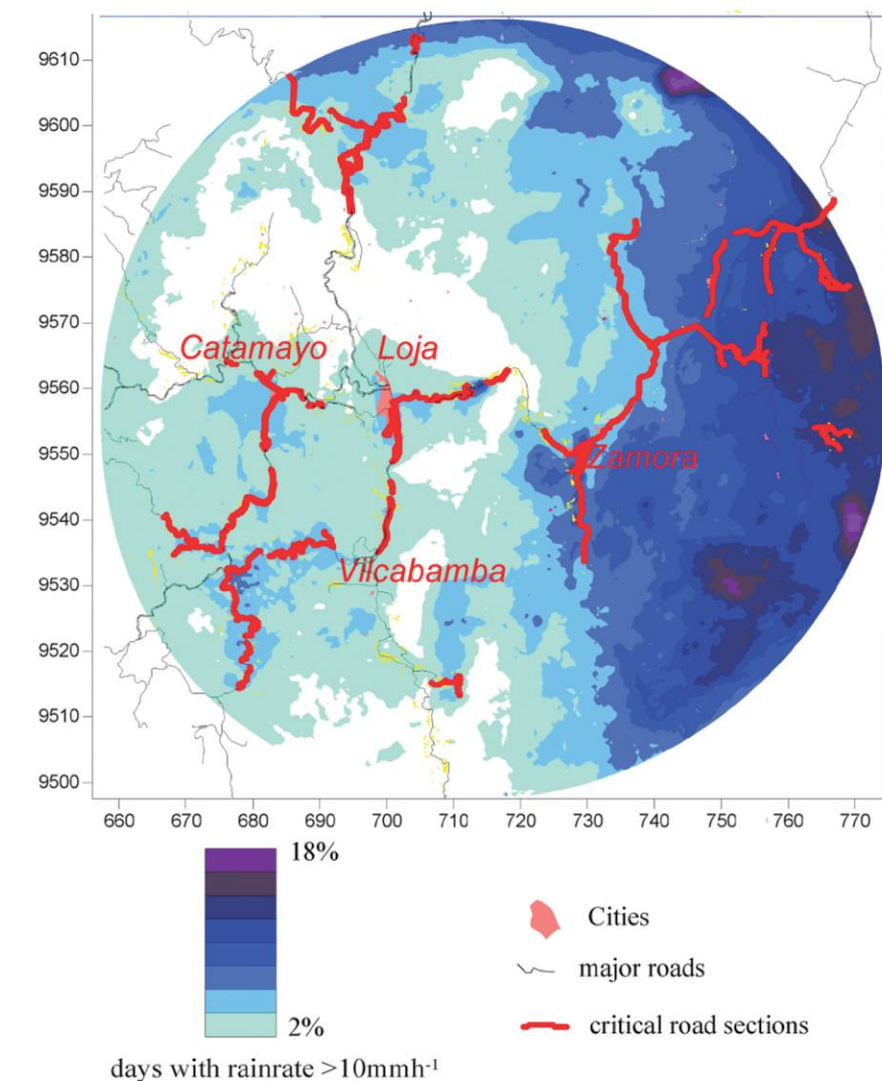 9610
9600
9590
9580
9570
Catamayo Loja
9560
9550
Zamora
9540
Vilcabamba
9530
9520
9510
9500
660 670 680 690 700 710 720 730 740 750 760 770
18%
Cities
major roads
2%
critical road sections
days with rainrate >10mmh⁻¹